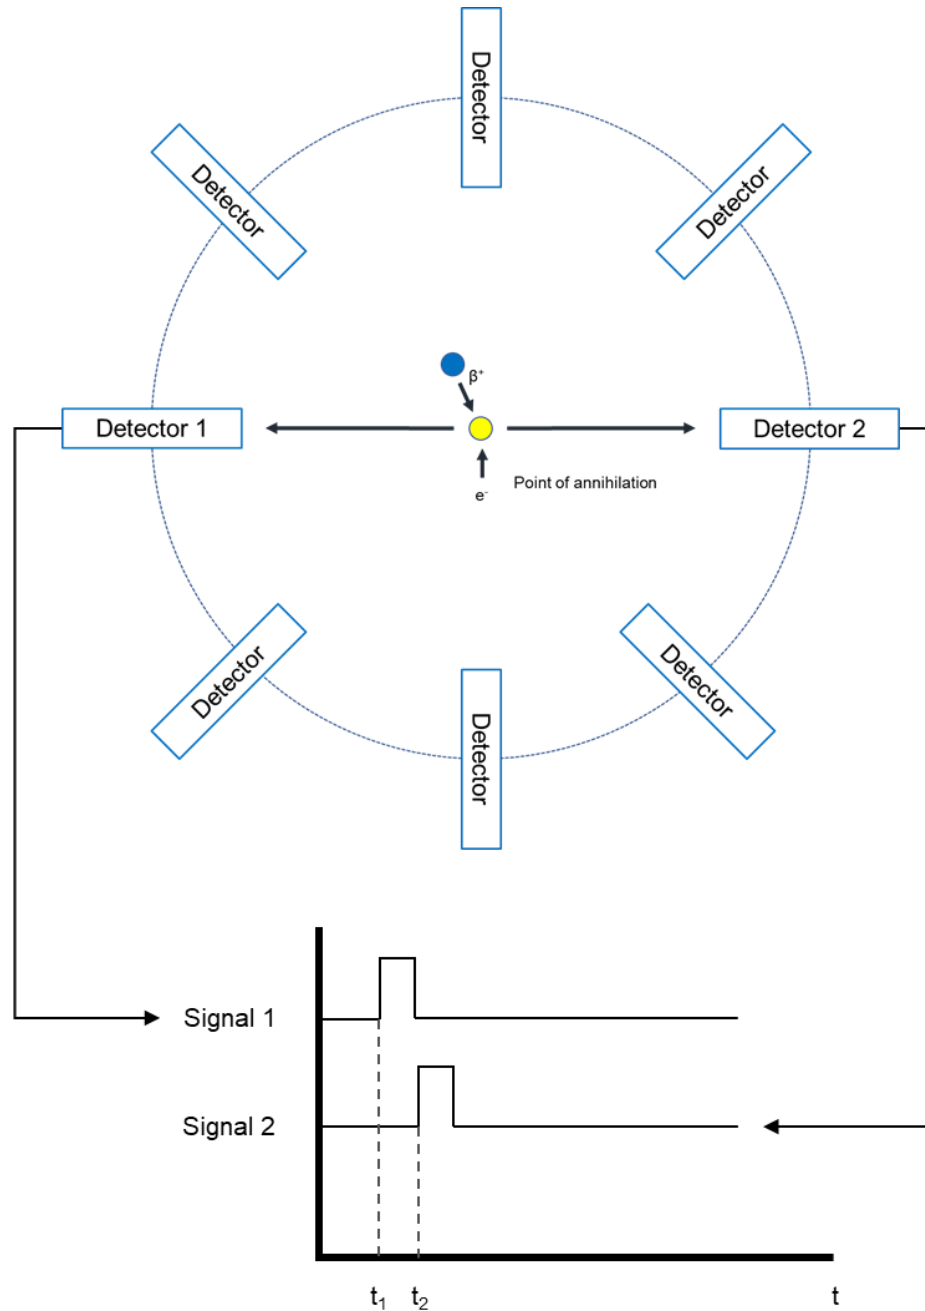 Detector
Detector
Detector
β⁺
Detector 1
Detector 2
e⁻
Point of annihilation
Detector
Detector
Detector
Signal 1
Signal 2
t₁
t₂
t